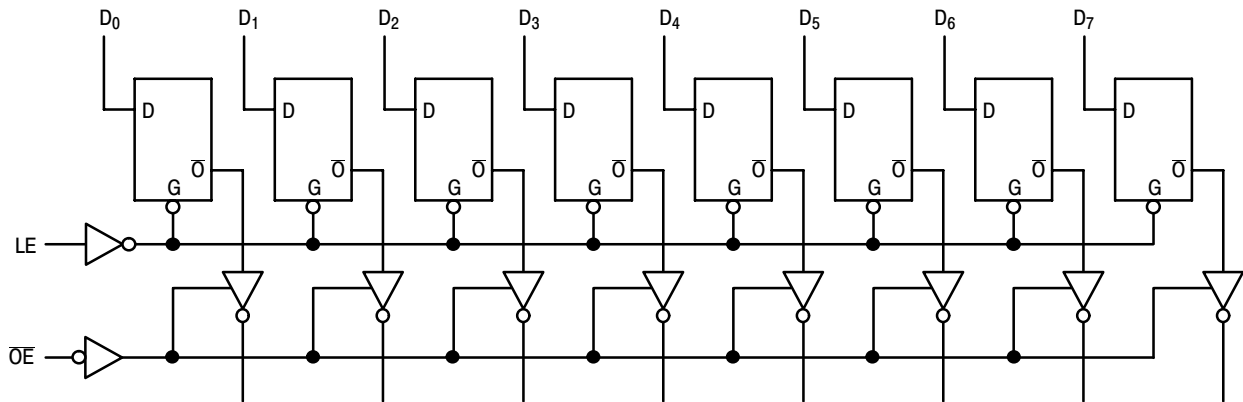 D₀ D₁ D₂ D₃ D₄ D₅ D₆ D₇
D D D D D D D D
O̅ O̅ O̅ O̅ O̅ O̅ O̅ O̅
G G G G G G G G
LE
O̅E̅